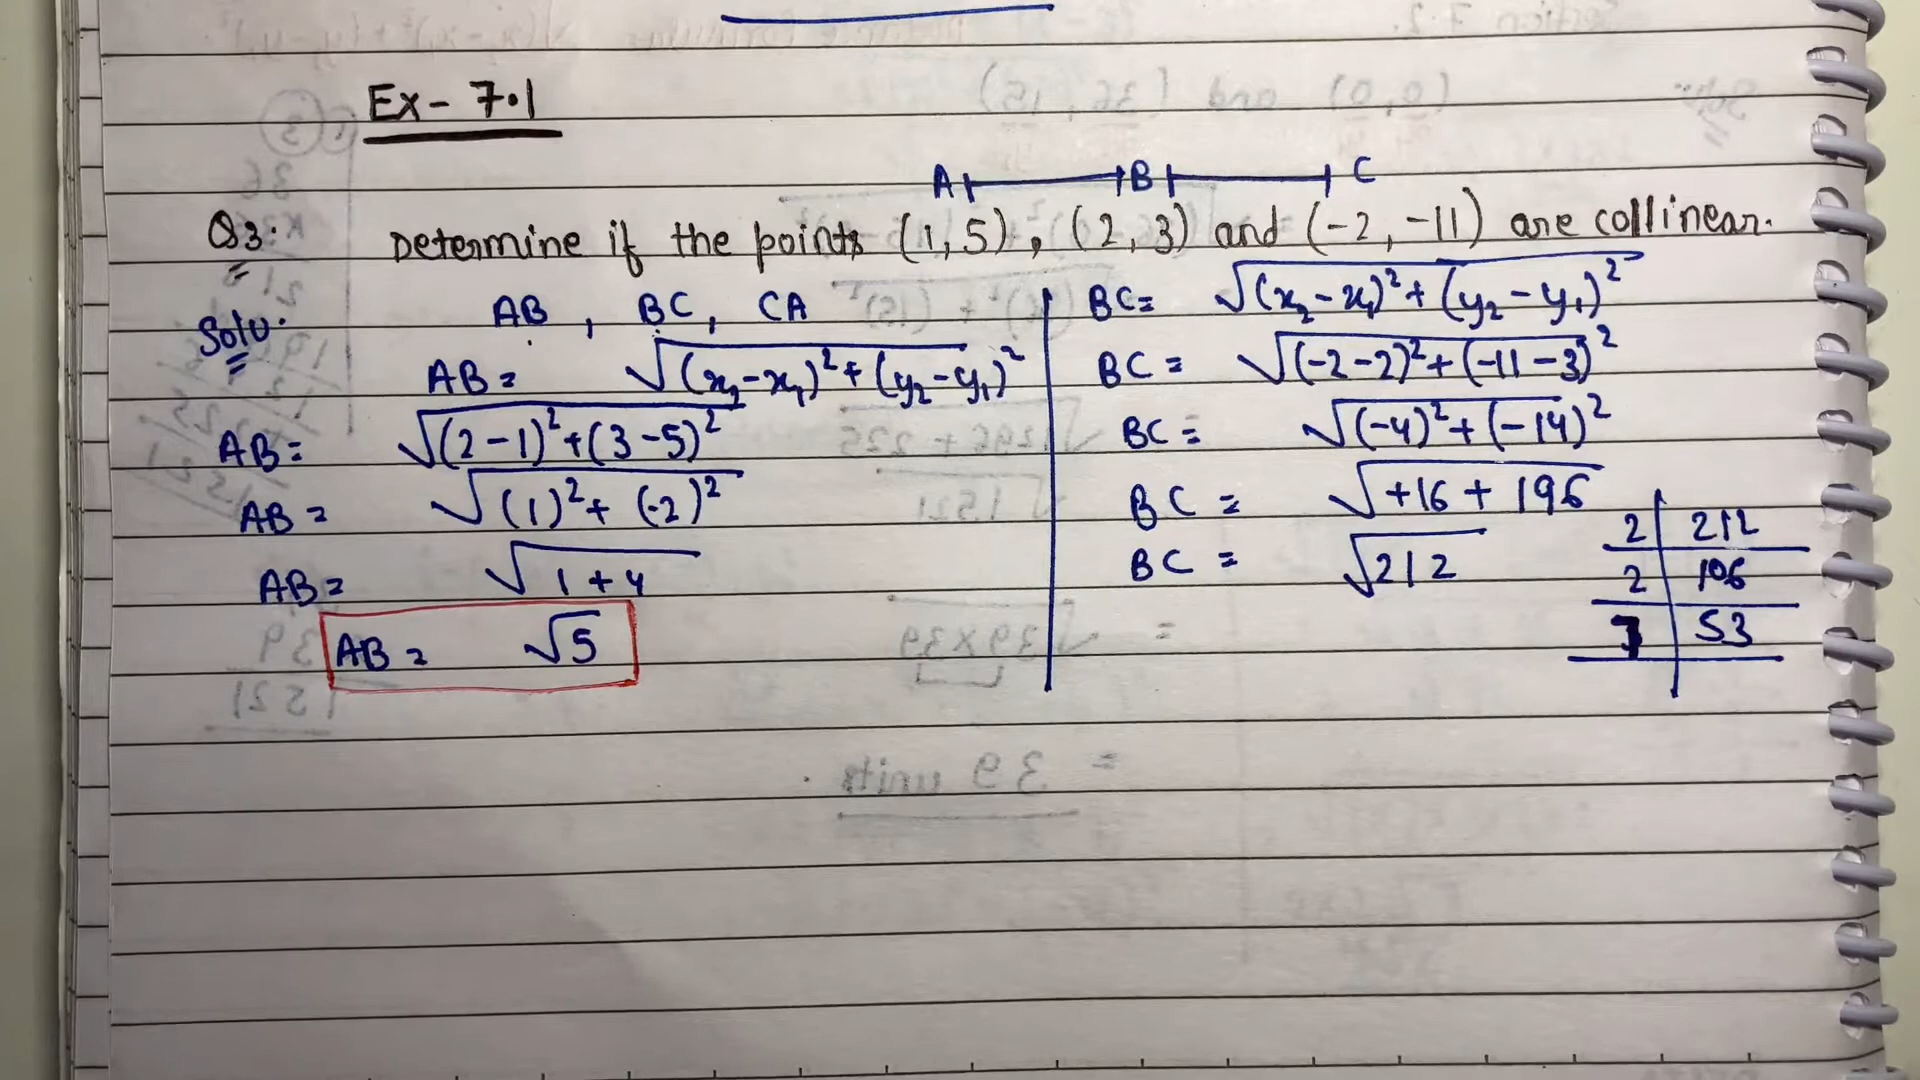 Ex- 7.1
A B C
Q3. Determine if the points (1,5), (2,3) and (-2,-11) are collinear.
Solu.
AB, BC, CA
AB = √(x₂-x₁)²+(y₂-y₁)²
AB = √(2-1)²+(3-5)²
AB = √(1)²+(-2)²
AB = √1+4
AB = √5
BC = √(x₂-x₁)²+(y₂-y₁)²
BC = √(-2-2)²+(-11-3)²
BC = √(-4)²+(-14)²
BC = √+16+196
BC = √212
2 | 212
2 | 106
53